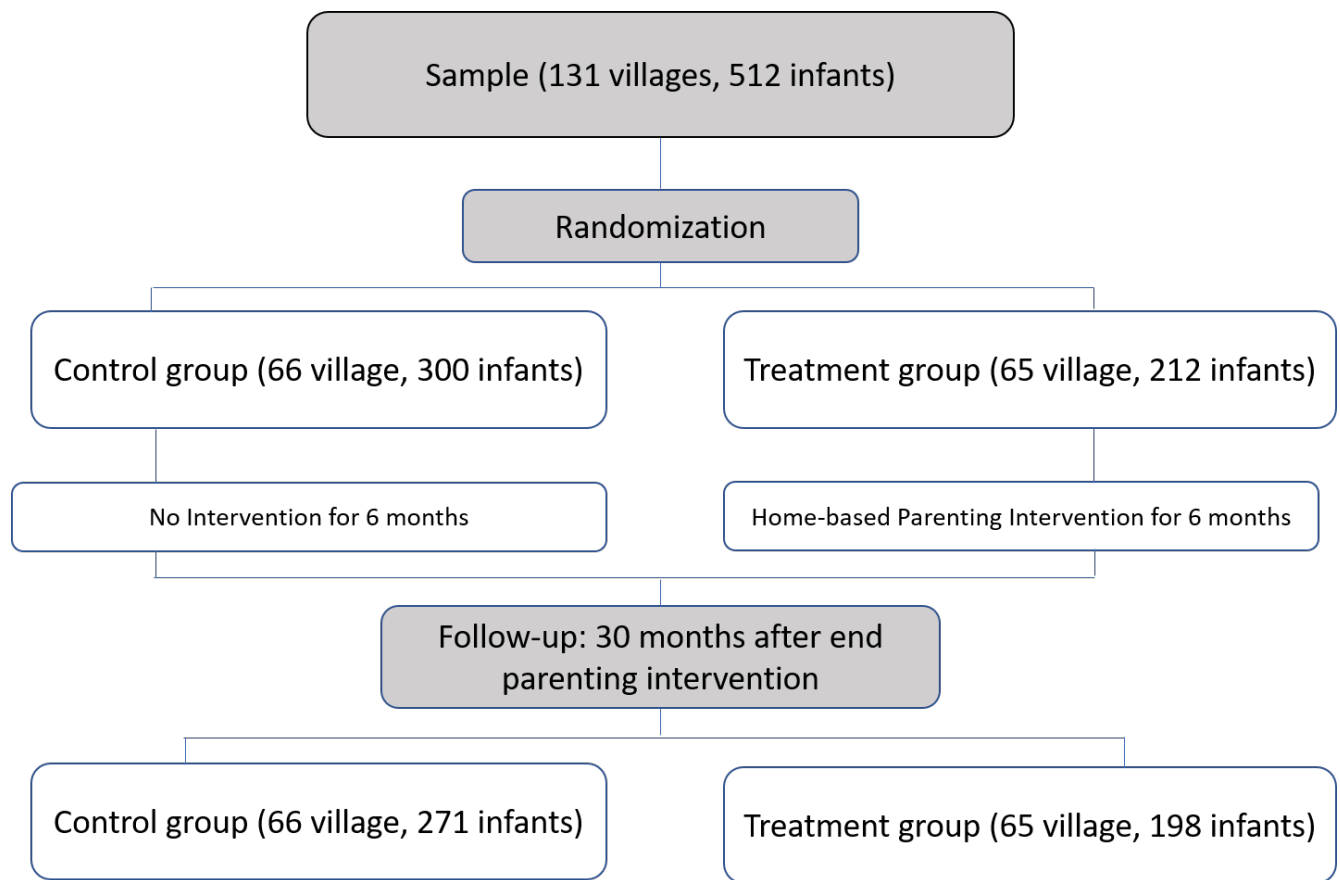 Sample (131 villages, 512 infants)
Randomization
Control group (66 village, 300 infants)
Treatment group (65 village, 212 infants)
No Intervention for 6 months
Home-based Parenting Intervention for 6 months
Follow-up: 30 months after end
parenting intervention
Control group (66 village, 271 infants)
Treatment group (65 village, 198 infants)